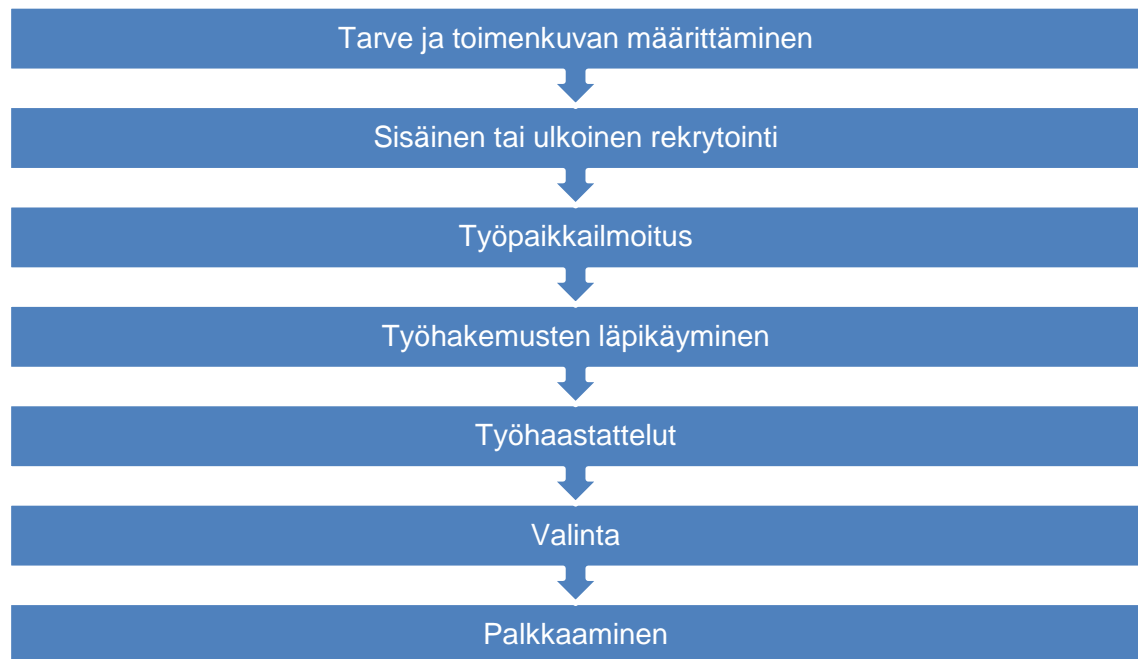 Tarve ja toimenkuvan määrittäminen
Sisäinen tai ulkoinen rekrytointi
Työpaikkailmoitus
Työhakemusten läpikäyminen
Työhaastattelut
Valinta
Palkkaaminen